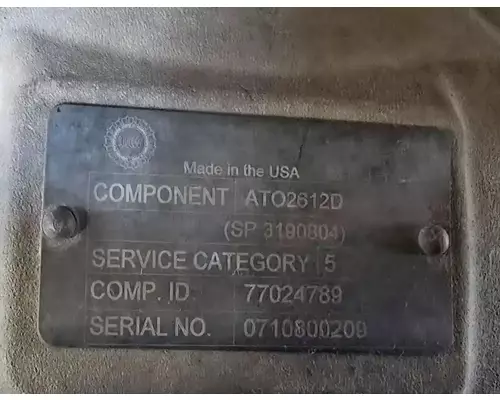 Made in the USA
COMPONENT ATO2612D
(SP 3190804)
SERVICE CATEGORY 5
COMP. ID. 77024789
SERIAL NO. 0710800209